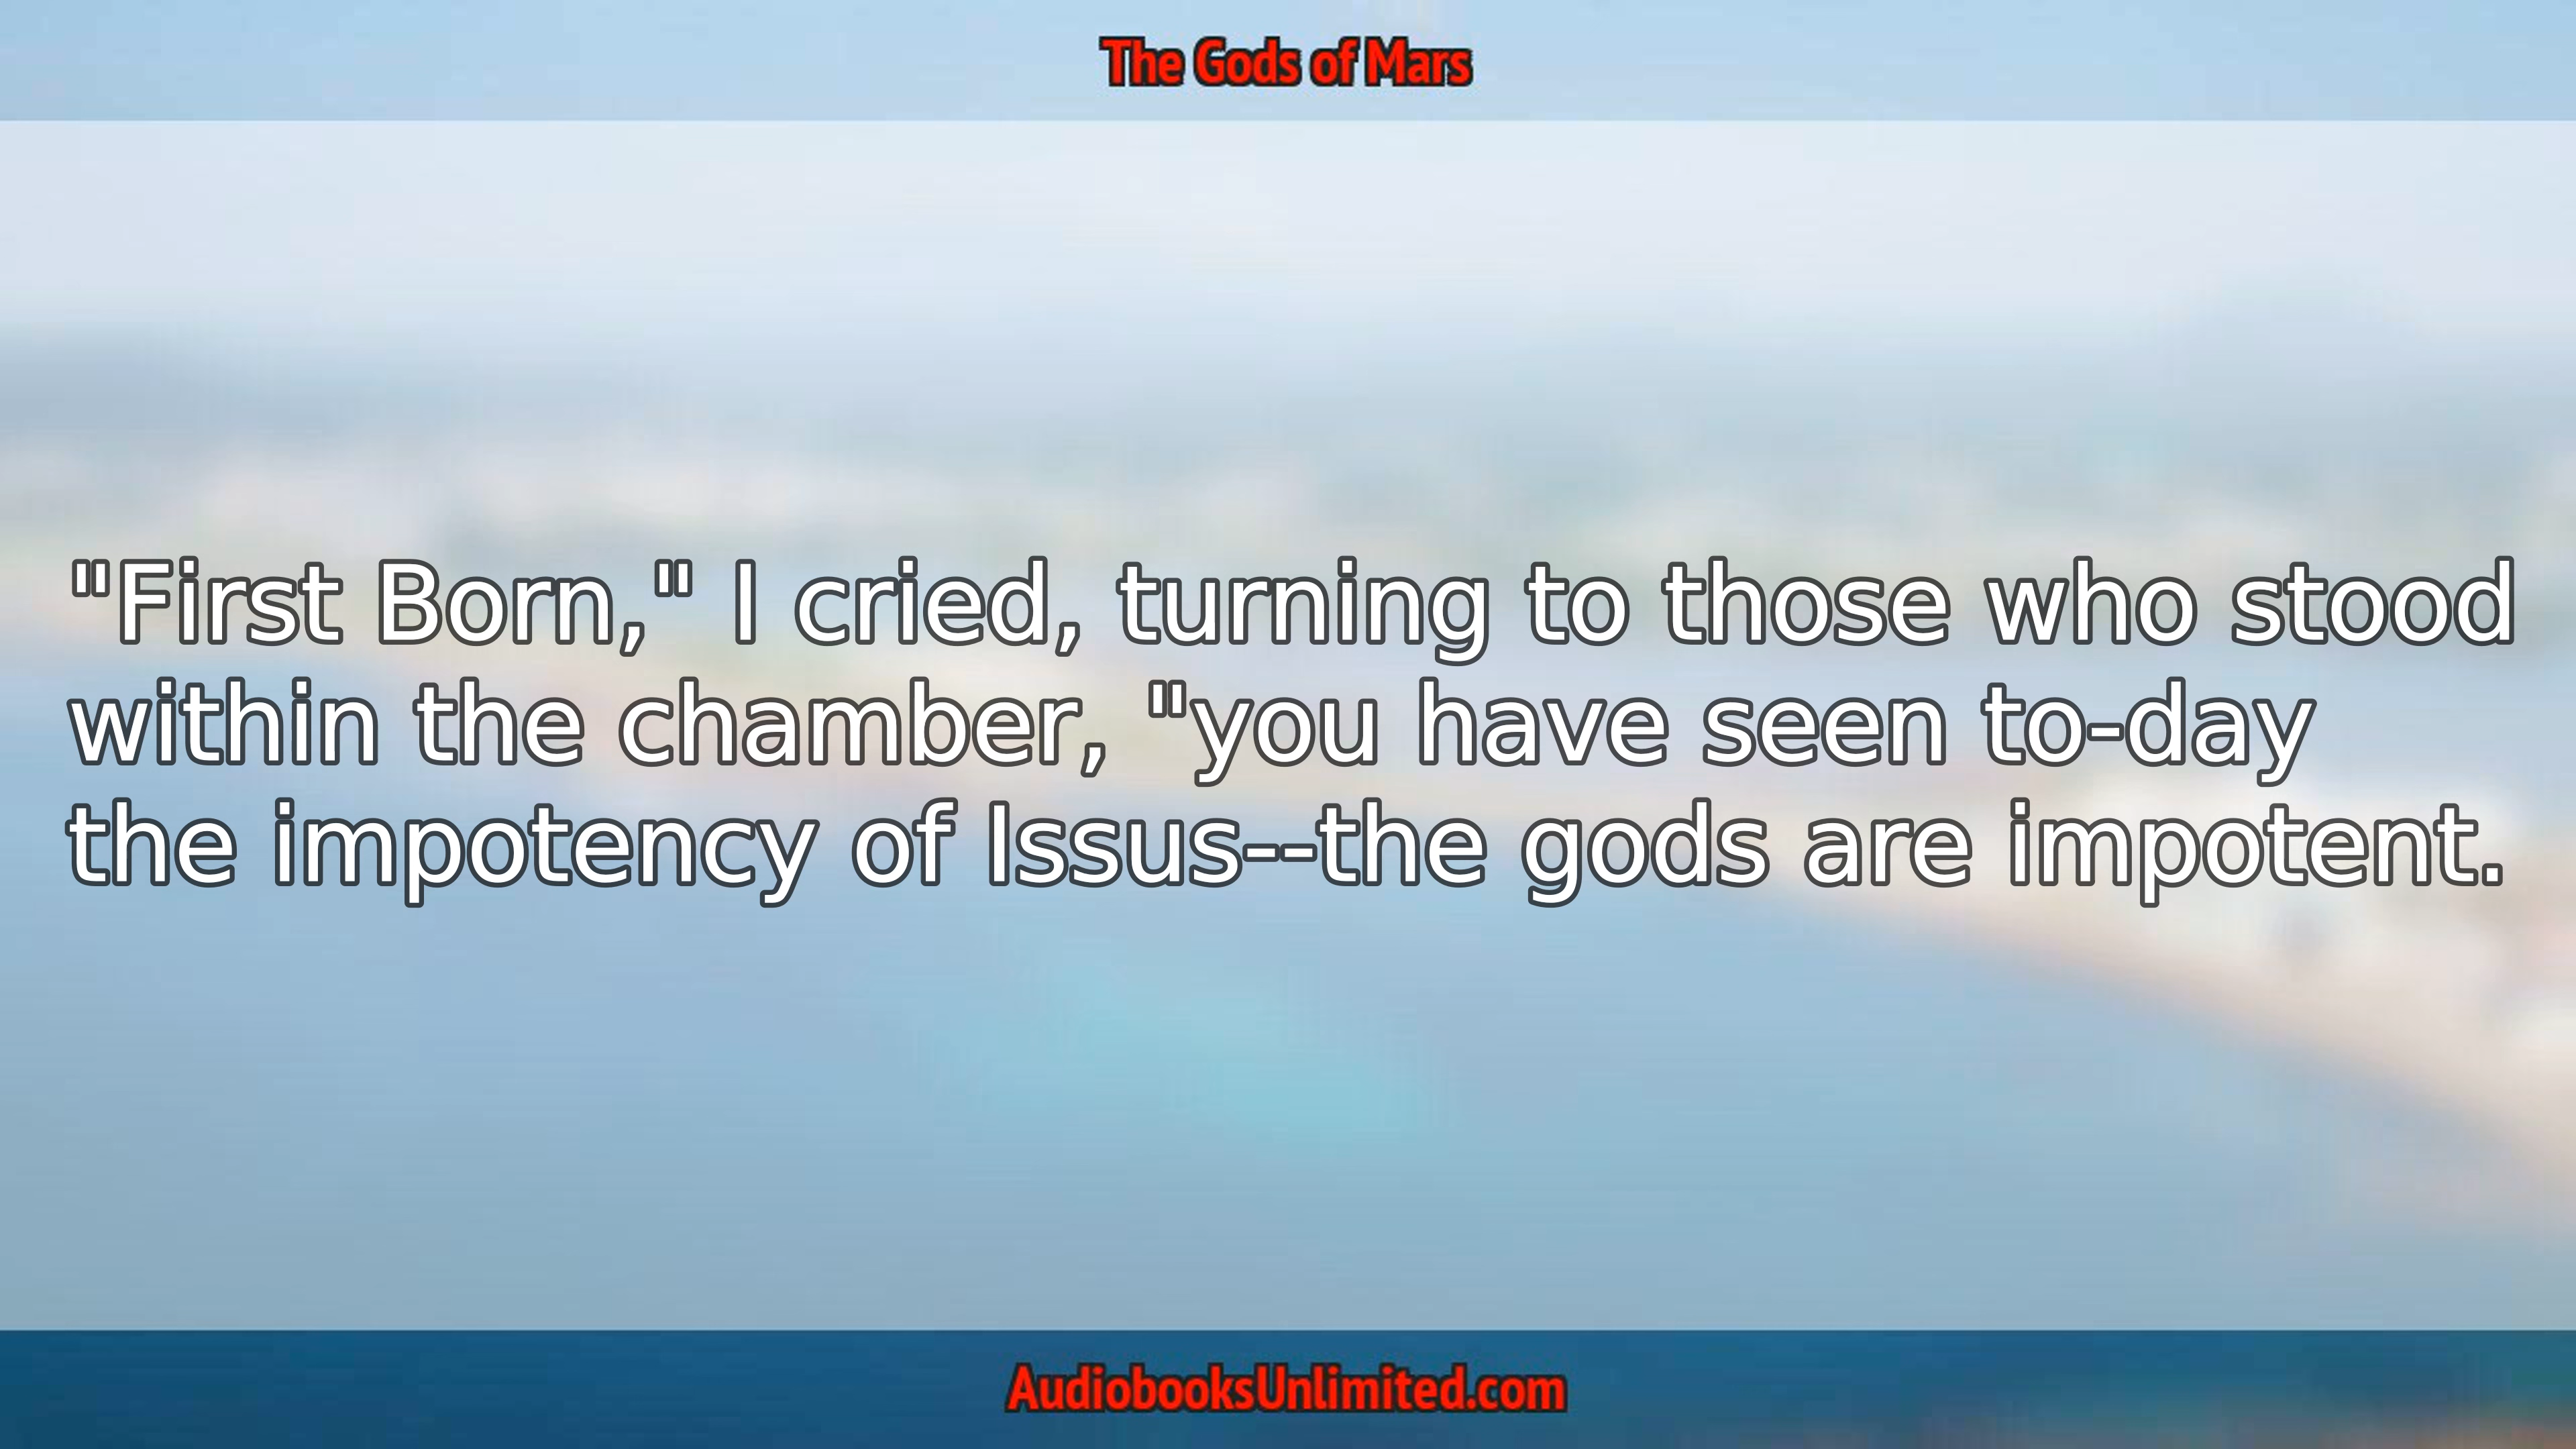 The Gods of Mars
"First Born," I cried, turning to those who stood
within the chamber, "you have seen to-day
the impotency of Issus--the gods are impotent.
AudiobooksUnlimited.com